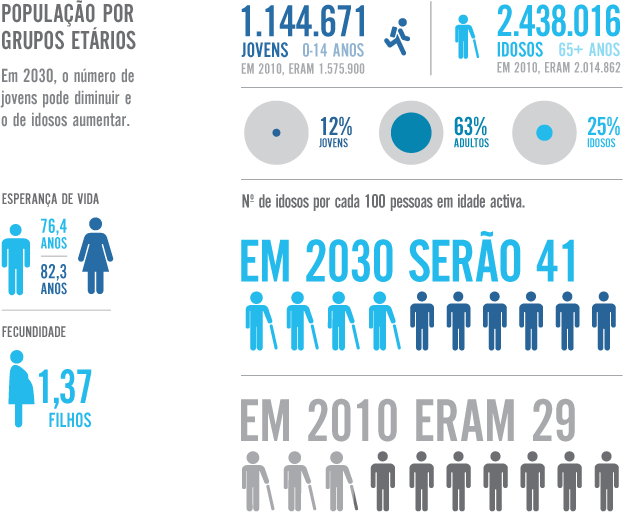 POPULAÇÃO POR
GRUPOS ETÁRIOS
Em 2030, o número de
jovens pode diminuir e
o de idosos aumentar.
1.144.671
JOVENS 0-14 ANOS
EM 2010, ERAM 1.575.900
2.438.016
IDOSOS 65+ ANOS
EM 2010, ERAM 2.014.862
12%
JOVENS
63%
ADULTOS
25%
IDOSOS
ESPERANÇA DE VIDA
76,4
ANOS
82,3
ANOS
FECUNDIDADE
1,37
FILHOS
Nº de idosos por cada 100 pessoas em idade activa.
EM 2030 SERÃO 41
EM 2010 ERAM 29